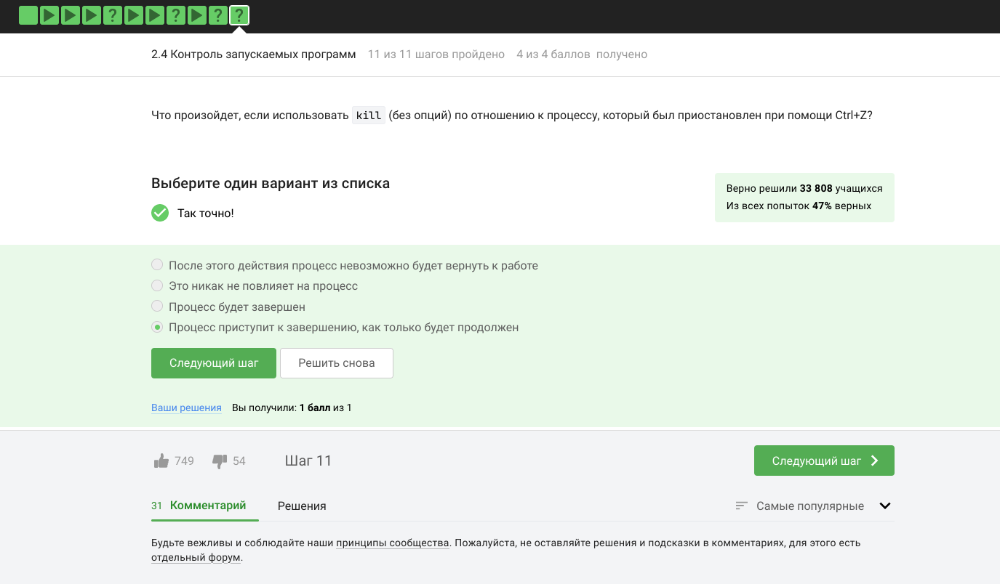 ? ? ? ?
2.4 Контроль запускаемых программ 11 из 11 шагов пройдено 4 из 4 баллов получено
Что произойдет, если использовать kill (без опций) по отношению к процессу, который был приостановлен при помощи Ctrl+Z?
Выберите один вариант из списка
Так точно!
Верно решили 33 808 учащихся
Из всех попыток 47% верных
После этого действия процесс невозможно будет вернуть к работе
Это никак не повлияет на процесс
Процесс будет завершен
Процесс приступит к завершению, как только будет продолжен
Следующий шаг Решить снова
Ваши решения Вы получили: 1 балл из 1
749 54 Шаг 11 Следующий шаг
31 Комментарий Решения Самые популярные
Будьте вежливы и соблюдайте наши принципы сообщества. Пожалуйста, не оставляйте решения и подсказки в комментариях, для этого есть
отдельный форум.